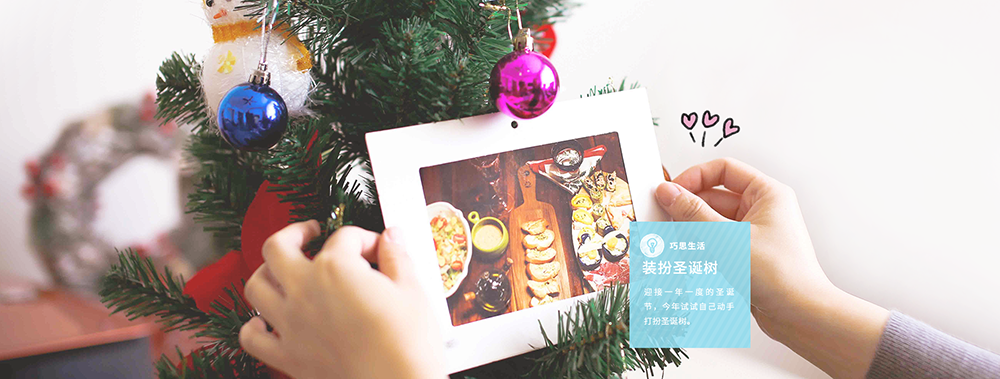 巧思生活
装扮圣诞树
迎接一年一度的圣诞
节，今年试试自己动手
打扮圣诞树。